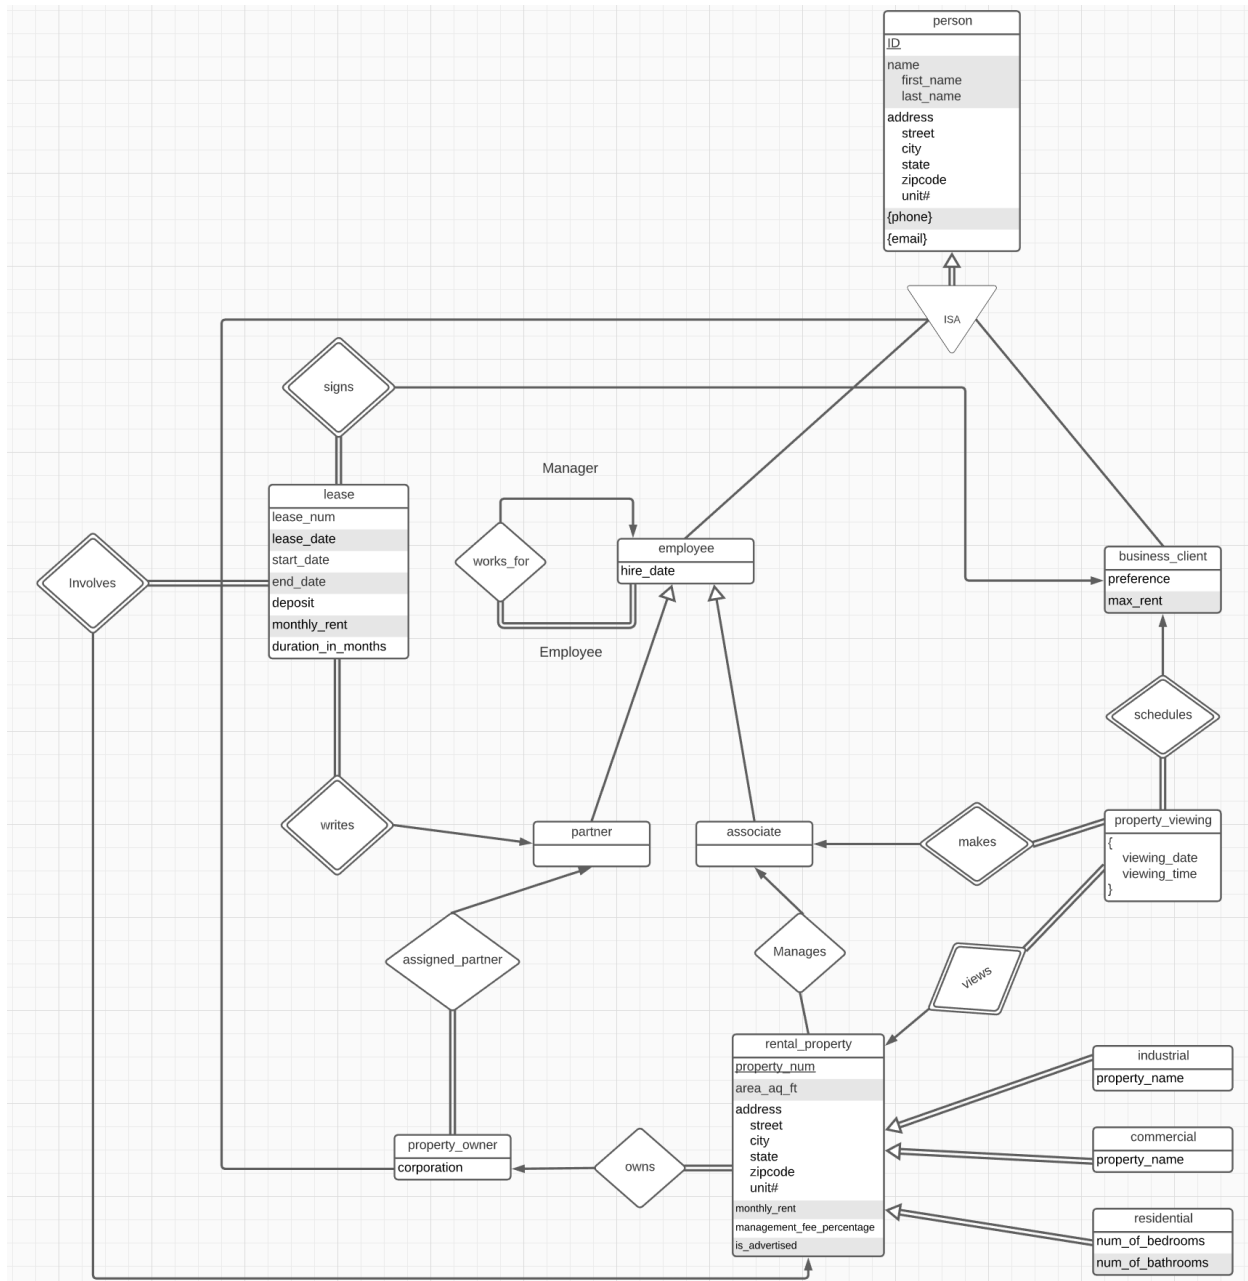 person
ID
name
first_name
last_name
address
street
city
state
zipcode
unit#
{phone}
{email}
ISA
signs
Manager
lease
lease_num
lease_date
start_date
end_date
deposit
monthly_rent
duration_in_months
Involves
works_for
employee
hire_date
Employee
business_client
preference
max_rent
schedules
writes
partner
associate
makes
property_viewing
{
viewing_date
viewing_time
}
assigned_partner
Manages
views
rental_property
property_num
area_aq_ft
address
street
city
state
zipcode
unit#
monthly_rent
management_fee_percentage
is_advertised
industrial
property_name
commercial
property_name
residential
num_of_bedrooms
num_of_bathrooms
property_owner
corporation
owns